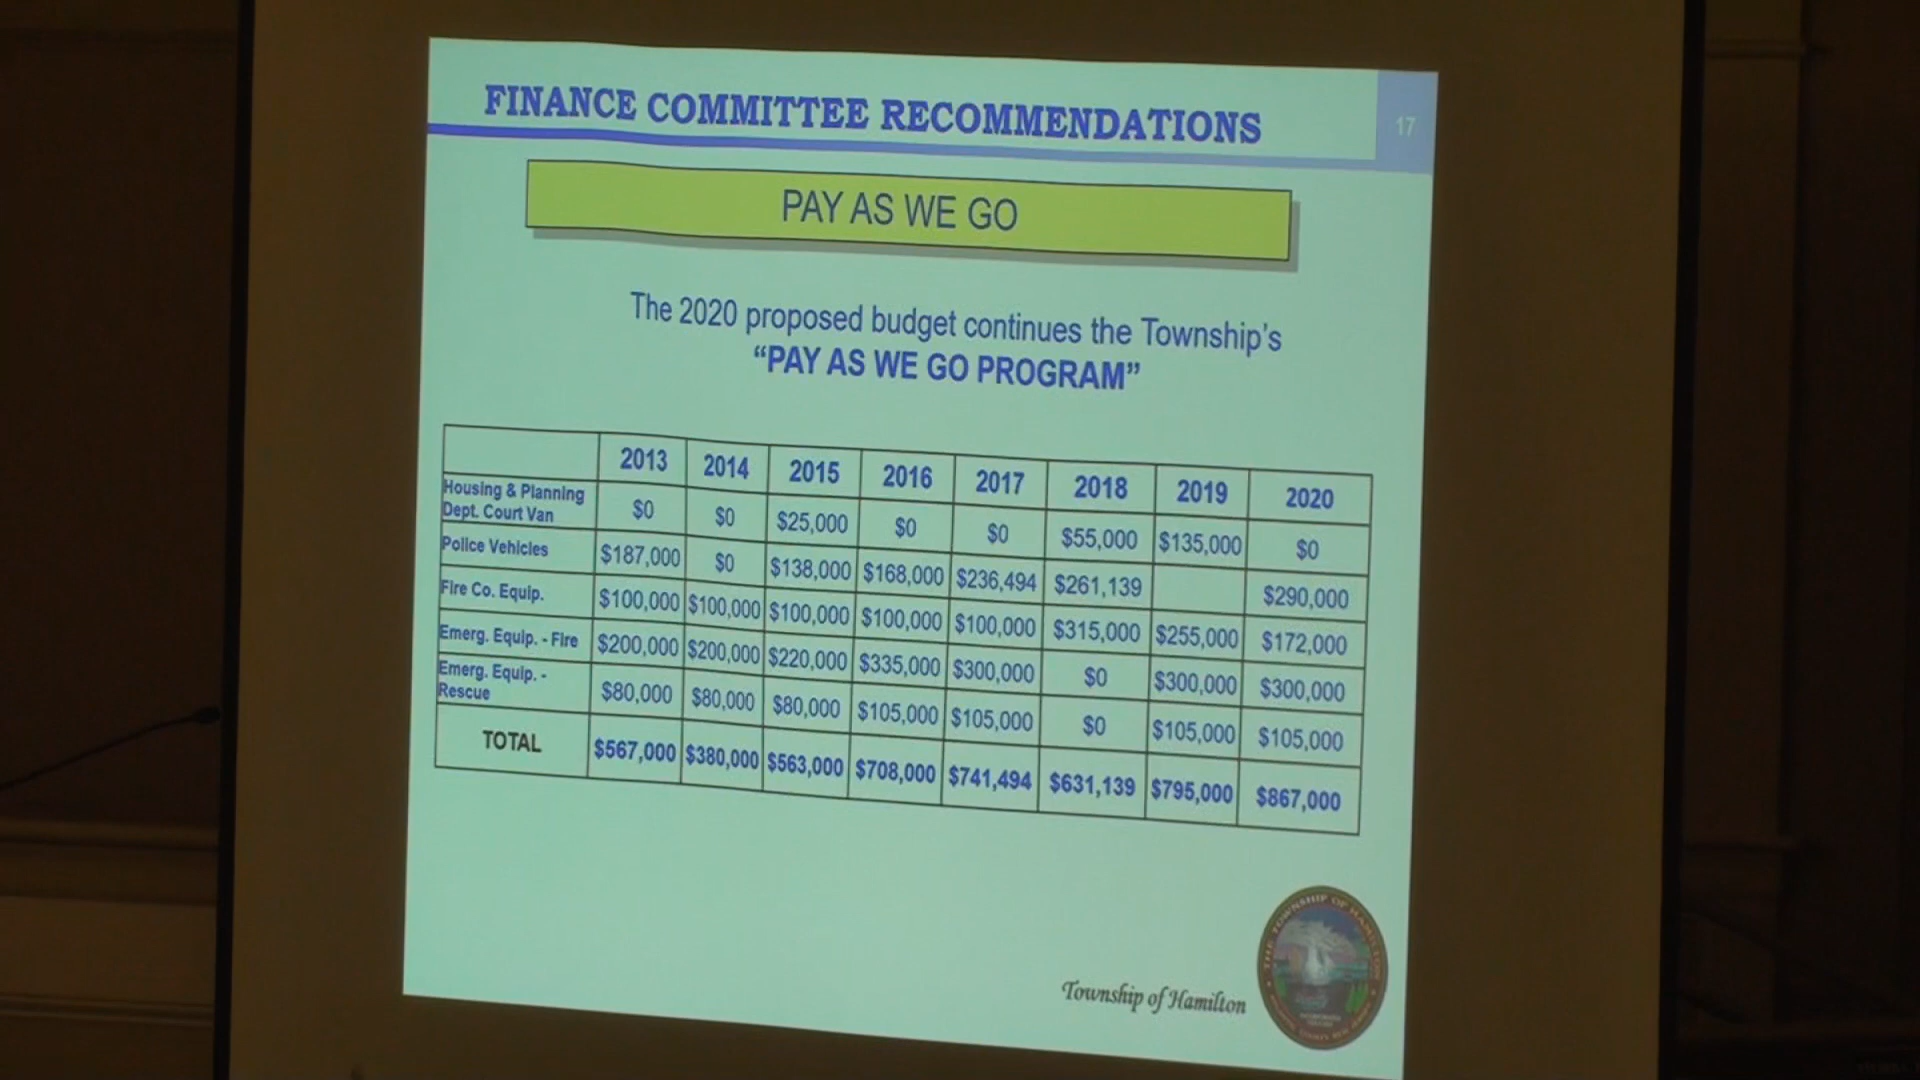 FINANCE COMMITTEE RECOMMENDATIONS
17
PAY AS WE GO
The 2020 proposed budget continues the Township's
“PAY AS WE GO PROGRAM”
2013 2014 2015 2016 2017 2018 2019 2020
Housing & Planning
Dept. Court Van $0 $0 $25,000 $0 $0 $55,000 $135,000 $0
Police Vehicles $187,000 $0 $138,000 $168,000 $236,494 $261,139 $290,000
Fire Co. Equip. $100,000 $100,000 $100,000 $100,000 $100,000 $315,000 $255,000 $172,000
Emerg. Equip. - Fire $200,000 $200,000 $220,000 $335,000 $300,000 $0 $300,000 $300,000
Emerg. Equip. -
Rescue $80,000 $80,000 $80,000 $105,000 $105,000 $0 $105,000 $105,000
TOTAL $567,000 $380,000 $563,000 $708,000 $741,494 $631,139 $795,000 $867,000
Township of Hamilton
THE TOWNSHIP OF HAMILTON